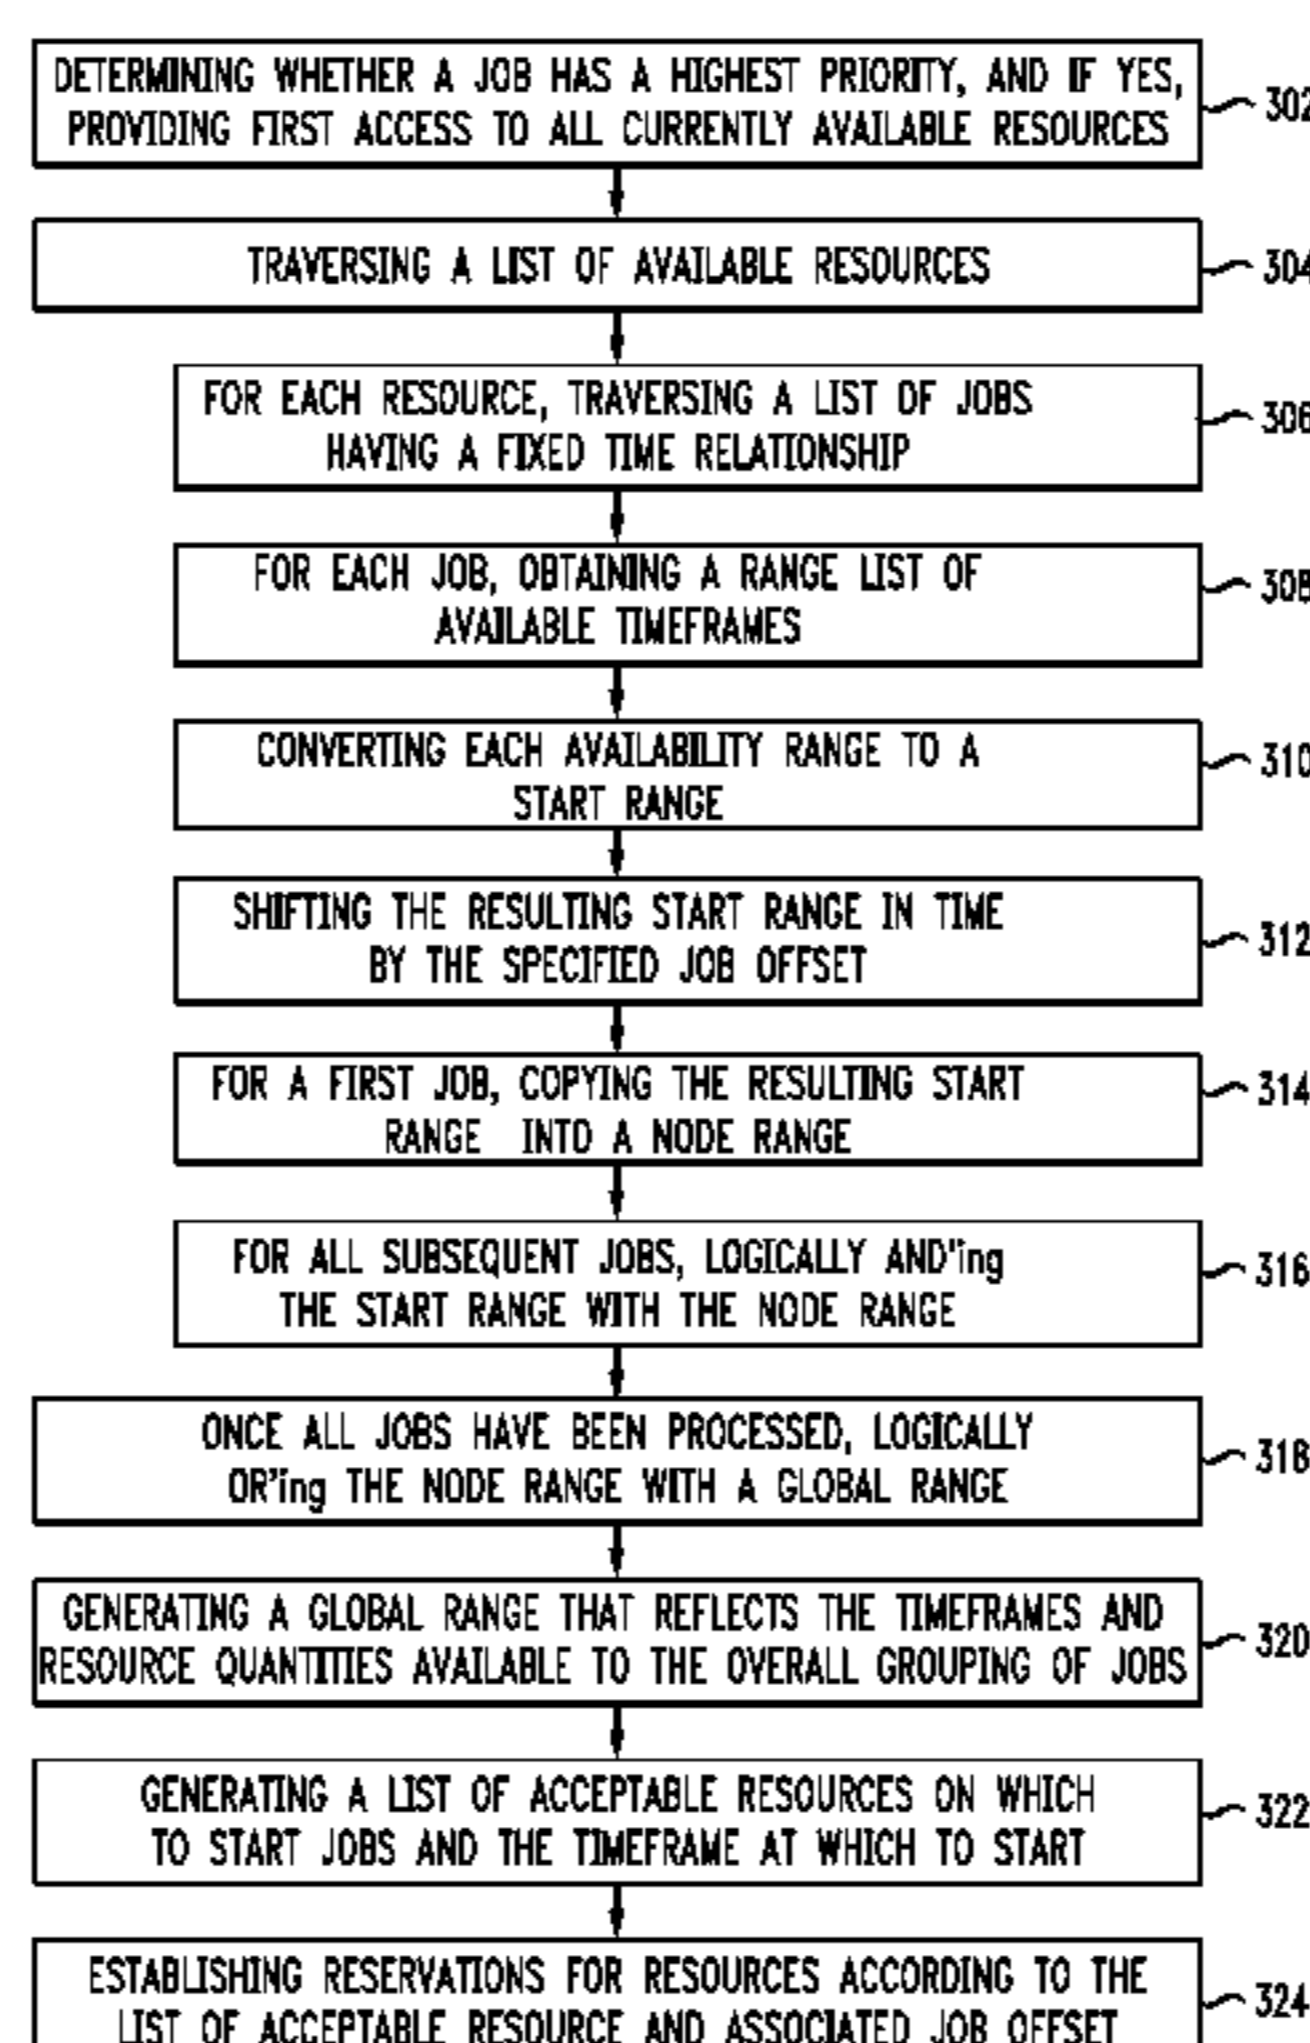 DETERMINING WHETHER A JOB HAS A HIGHEST PRIORITY, AND IF YES,
PROVIDING FIRST ACCESS TO ALL CURRENTLY AVAILABLE RESOURCES
302
TRAVERSING A LIST OF AVAILABLE RESOURCES
304
FOR EACH RESOURCE, TRAVERSING A LIST OF JOBS
HAVING A FIXED TIME RELATIONSHIP
306
FOR EACH JOB, OBTAINING A RANGE LIST OF
AVAILABLE TIMEFRAMES
308
CONVERTING EACH AVAILABILITY RANGE TO A
START RANGE
310
SHIFTING THE RESULTING START RANGE IN TIME
BY THE SPECIFIED JOB OFFSET
312
FOR A FIRST JOB, COPYING THE RESULTING START
RANGE INTO A NODE RANGE
314
FOR ALL SUBSEQUENT JOBS, LOGICALLY AND'ing
THE START RANGE WITH THE NODE RANGE
316
ONCE ALL JOBS HAVE BEEN PROCESSED, LOGICALLY
OR'ing THE NODE RANGE WITH A GLOBAL RANGE
318
GENERATING A GLOBAL RANGE THAT REFLECTS THE TIMEFRAMES AND
RESOURCE QUANTITIES AVAILABLE TO THE OVERALL GROUPING OF JOBS
320
GENERATING A LIST OF ACCEPTABLE RESOURCES ON WHICH
TO START JOBS AND THE TIMEFRAME AT WHICH TO START
322
ESTABLISHING RESERVATIONS FOR RESOURCES ACCORDING TO THE
LIST OF ACCEPTABLE RESOURCE AND ASSOCIATED JOB OFFSET
324